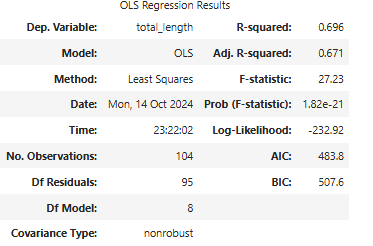 OLS Regression Results
Dep. Variable: total_length R-squared: 0.696
Model: OLS Adj. R-squared: 0.671
Method: Least Squares F-statistic: 27.23
Date: Mon, 14 Oct 2024 Prob (F-statistic): 1.82e-21
Time: 23:22:02 Log-Likelihood: -232.92
No. Observations: 104 AIC: 483.8
Df Residuals: 95 BIC: 507.6
Df Model: 8
Covariance Type: nonrobust